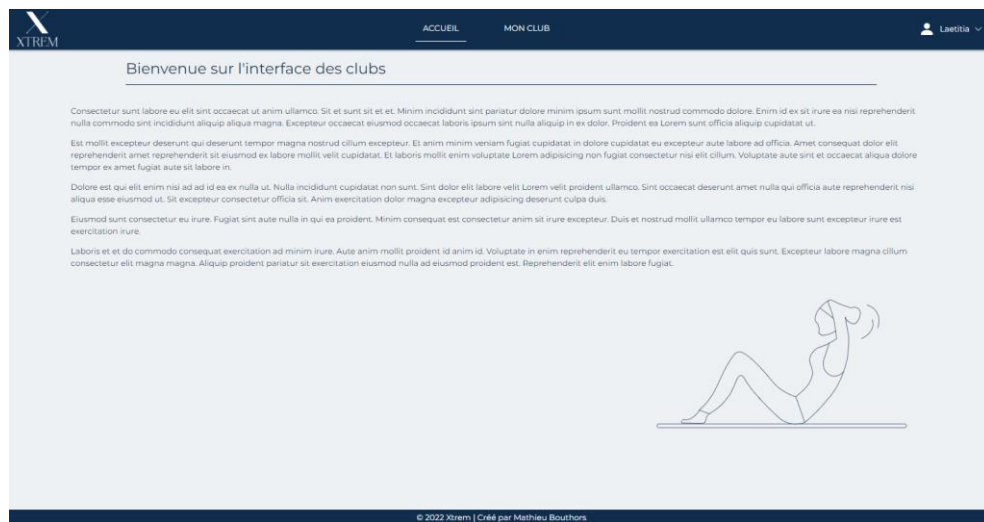 X
XTREM
ACCUEIL
MON CLUB
Laetitia
Bienvenue sur l'interface des clubs
Consectetur sunt labore eu elit sint occaecat ut anim ullamco. Sit et sunt sit et et. Minim incididunt sint pariatur dolore minim ipsum sunt mollit nostrud commodo dolore. Enim id ex sit irure ea nisi reprehenderit
nulla commodo sint incididunt aliquip aliqua magna. Excepteur occaecat eiusmod occaecat laboris ipsum sint nulla aliquip in ex dolor. Proident ea Lorem sunt officia aliquip cupidatat ut.
Est mollit excepteur deserunt qui deserunt tempor magna nostrud cillum excepteur. Et anim minim veniam fugiat cupidatat in dolore cupidatat eu excepteur aute labore ad officia. Amet consequat dolor elit
reprehenderit amet reprehenderit sit eiusmod ex labore mollit velit cupidatat. Et laboris mollit enim voluptate Lorem adipisicing non fugiat consectetur nisi elit cillum. Voluptate aute sint et occaecat aliqua dolore
tempor ex amet fugiat aute sit labore in.
Dolore est qui elit enim nisi ad ad id ea ex nulla ut. Nulla incididunt cupidatat non sunt. Sint dolor elit labore velit Lorem velit proident ullamco. Sint occaecat deserunt amet nulla qui officia aute reprehenderit nisi
aliqua esse eiusmod ut. Sit excepteur consectetur officia sit. Anim exercitation dolor magna excepteur adipisicing deserunt culpa duis.
Eiusmod sunt consectetur eu irure. Fugiat sint aute nulla in qui ea proident. Minim consequat est consectetur anim sit irure excepteur. Duis et nostrud mollit ullamco tempor eu labore sunt excepteur irure est
exercitation irure.
Laboris et et do commodo consequat exercitation ad minim irure. Aute anim mollit proident id anim id. Voluptate in enim reprehenderit eu tempor exercitation est elit quis sunt. Excepteur labore magna cillum
consectetur elit magna magna. Aliquip proident pariatur sit exercitation eiusmod nulla ad eiusmod proident est. Reprehenderit elit enim labore fugiat.
© 2022 Xtrem | Créé par Mathieu Bouthors